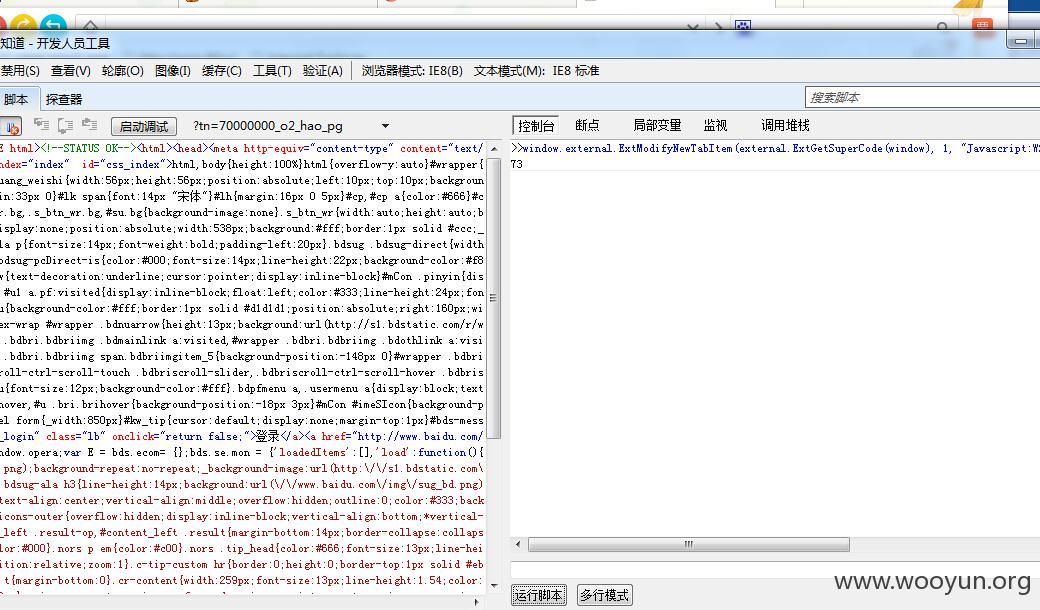 知道 - 开发人员工具
禁用(S) 查看(V) 轮廓(O) 图像(I) 缓存(C) 工具(T) 验证(A) 浏览器模式: IE8(B) 文本模式(M): IE8 标准
脚本 探查器 搜索脚本
启动调试 ?tn=70000000_o2_hao_pg 控制台 断点 局部变量 监视 调用堆栈
E html><!--STATUS OK--><html><head><meta http-equiv="content-type" content="text/
ndex="index" id="css_index">html,body{height:100%}html{overflow-y:auto}#wrapper{
uang_weishi{width:56px;height:56px;position:absolute;left:10px;top:10px;backgroun
in:33px 0}#lk span{font:14px "宋体"}#lh{margin:16px 0 5px}#cp,#cp a{color:#666}#c
r.bg,.s_btn_wr.bg,#su.bg{background-image:none}.s_btn_wr{width:auto;height:auto;b
isplay:none;position:absolute;width:538px;background:#fff;border:1px solid #ccc;_
la p{font-size:14px;font-weight:bold;padding-left:20px}.bdsug .bdsug-direct{width
odsug-pcDirect-is{color:#000;font-size:14px;line-height:22px;background-color:#f8
w{text-decoration:underline;cursor:pointer;display:inline-block}#mCon .pinyin{dis
#u1 a.pf:visited{display:inline-block;float:left;color:#333;line-height:24px;fon
u{background-color:#fff;border:1px solid #d1d1d1;position:absolute;right:160px;wi
ex-wrap #wrapper .bdnuarrow{height:13px;background:url(http://s1.bdstatic.com/r/w
.bdbri.bdbriimg .bdmainlink a:visited,#wrapper .bdbri.bdbriimg .bdothlink a:visi
.bdbri.bdbriimg span.bdbriimgitem_5{background-position:-148px 0}#wrapper .bdbri
roll-ctrl-scroll-touch .bdbriscroll-slider,.bdbriscroll-ctrl-scroll-hover .bdbris
u{font-size:12px;background-color:#fff}.bdpfmenu a,.usermenu a{display:block;text
hover,#u .bri.brihover{background-position:-18px 3px}#mCon #imeSIcon{background-p
el form{_width:850px}#kw_tip{cursor:default;display:none;margin-top:1px}#bds-mess
_login" class="lb" onclick="return false;">登录</a><a href="http://www.baidu.com/
ndow.opera;var E = bds.ecom= {};bds.se.mon = {'loadedItems':[],'load':function(){
png);background-repeat:no-repeat;_background-image:url(http:\/\/s1.bdstatic.com\
bdsug-ala h3{line-height:14px;background:url(\/\/www.baidu.com\/img\/sug_bd.png)
text-align:center;vertical-align:middle;overflow:hidden;outline:0;color:#333;back
icons-outer{overflow:hidden;display:inline-block;vertical-align:bottom;*vertical-
_left .result-op,#content_left .result{margin-bottom:14px;border-collapse:collaps
lor:#000}.nors p em{color:#c00}.nors .tip_head{color:#666;font-size:13px;line-hei
ition:relative;zoom:1}.c-tip-custom hr{border:0;height:0;border-top:1px solid #eb
t{margin-bottom:0}.cr-content{width:259px;font-size:13px;line-height:1.54;color:
>>window.external.ExtModifyNewTabItem(external.ExtGetSuperCode(window), 1, "Javascript:WS
73
运行脚本 多行模式
www.wooyun.org